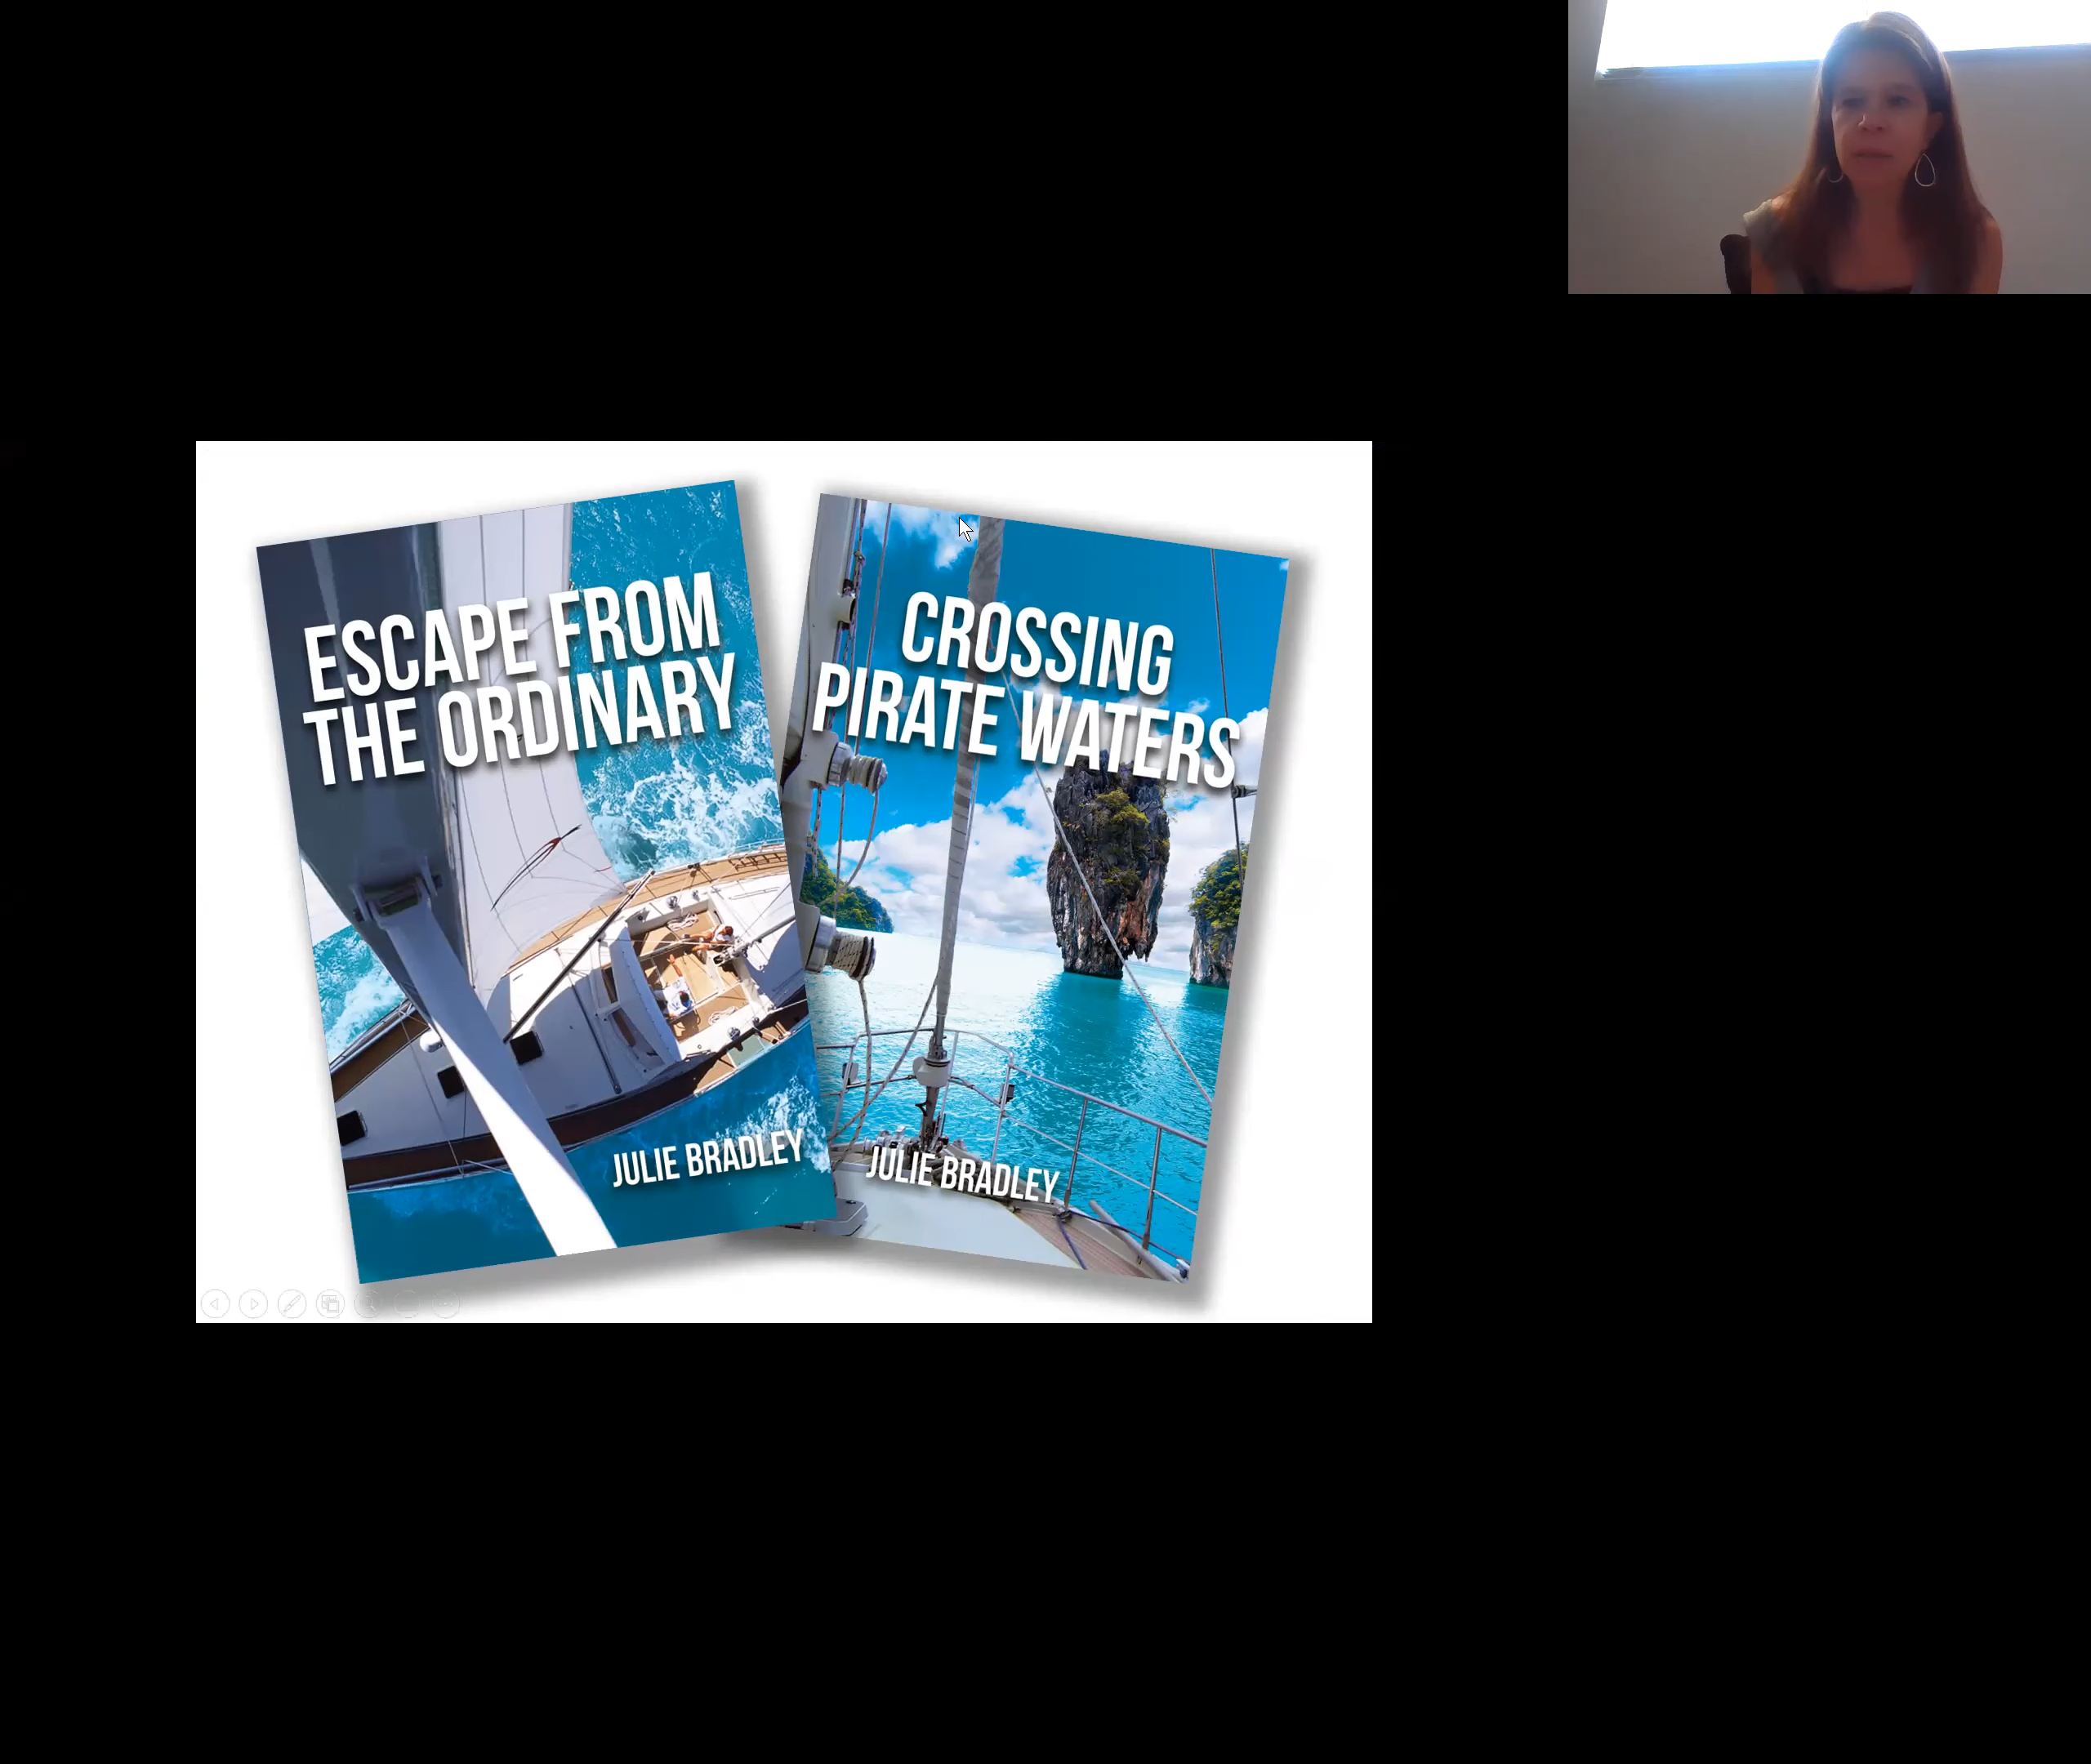 ESCAPE FROM
THE ORDINARY
JULIE BRADLEY
CROSSING
PIRATE WATERS
JULIE BRADLEY